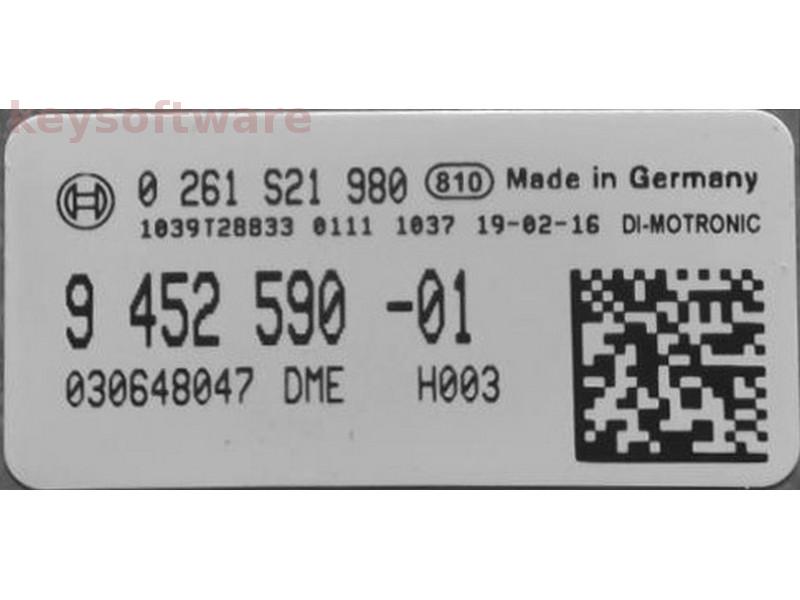 keysoftware
0 261 S21 980 810 Made in Germany
1039T28833 0111 1037 19-02-16 DI-MOTRONIC
9 452 590 -01
030648047 DME H003